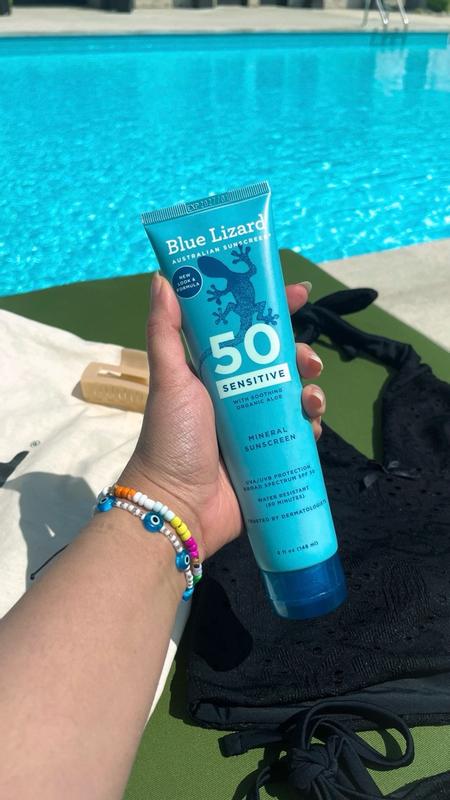 Blue Lizard
AUSTRALIAN SUNSCREEN
NEW
LOOK &
FORMULA
50
SENSITIVE
WITH SOOTHING
ORGANIC ALOE
MINERAL
SUNSCREEN
UVA/UVB PROTECTION
BROAD SPECTRUM SPF 50
WATER RESISTANT
(80 MINUTES)
TRUSTED BY DERMATOLOGISTS
5 fl oz (148 mL)